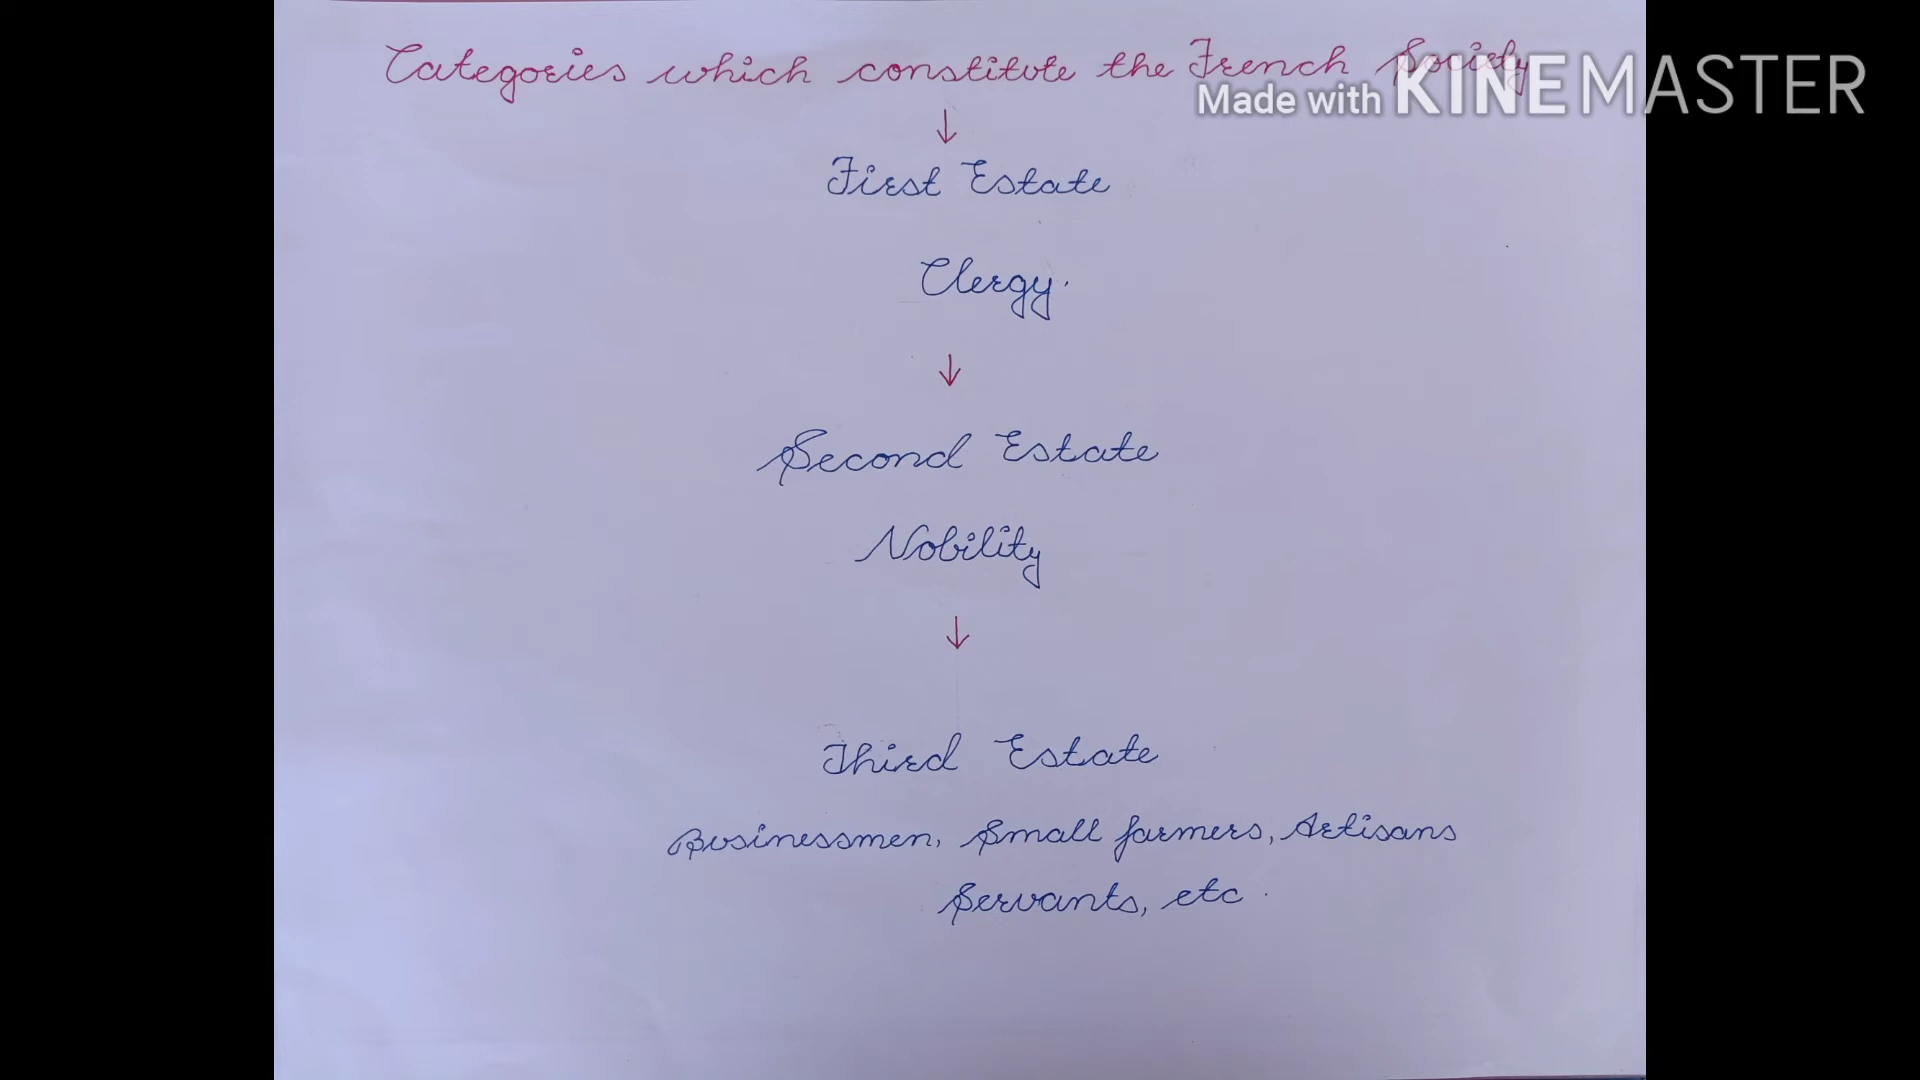 Categories which constitute the French Society
Made with KINEMASTER
↓
First Estate
Clergy.
↓
Second Estate
Nobility
↓
Third Estate
Businessmen, Small farmers, Artisans
Servants, etc.